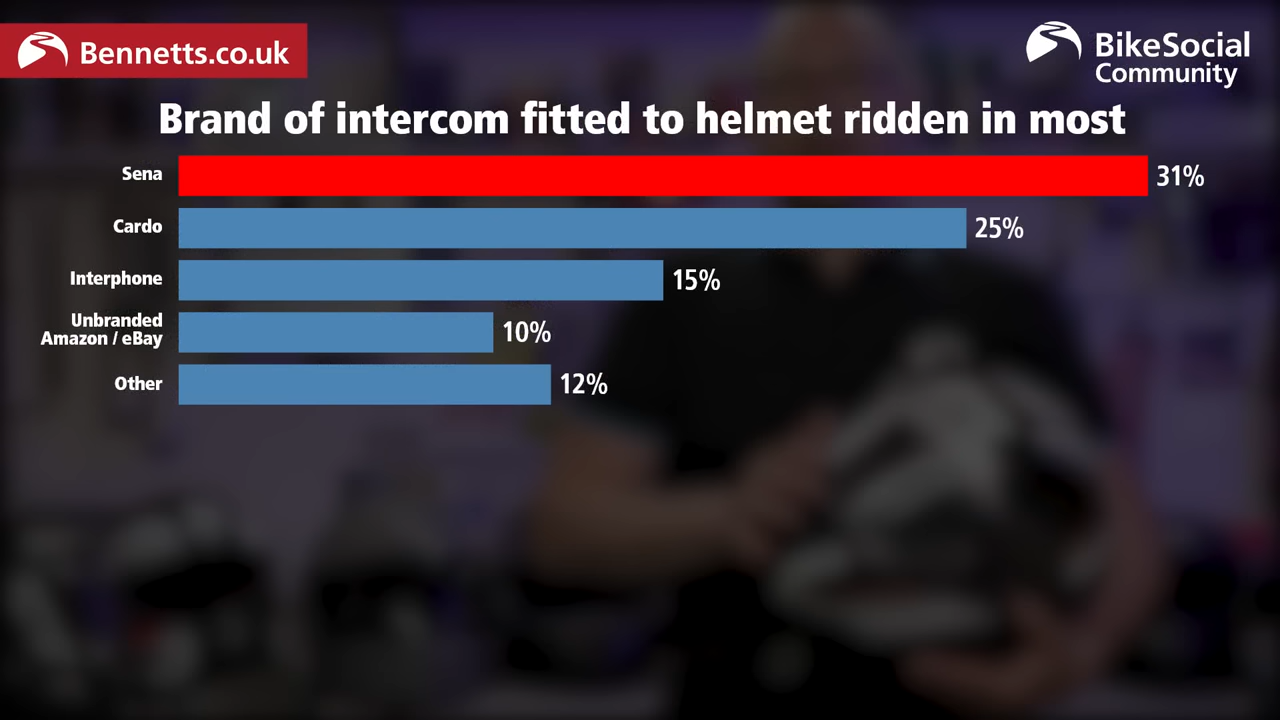 Bennetts.co.uk
BikeSocial
Community
Brand of intercom fitted to helmet ridden in most
Sena
31%
Cardo
25%
Interphone
15%
Unbranded
Amazon / eBay
10%
Other
12%